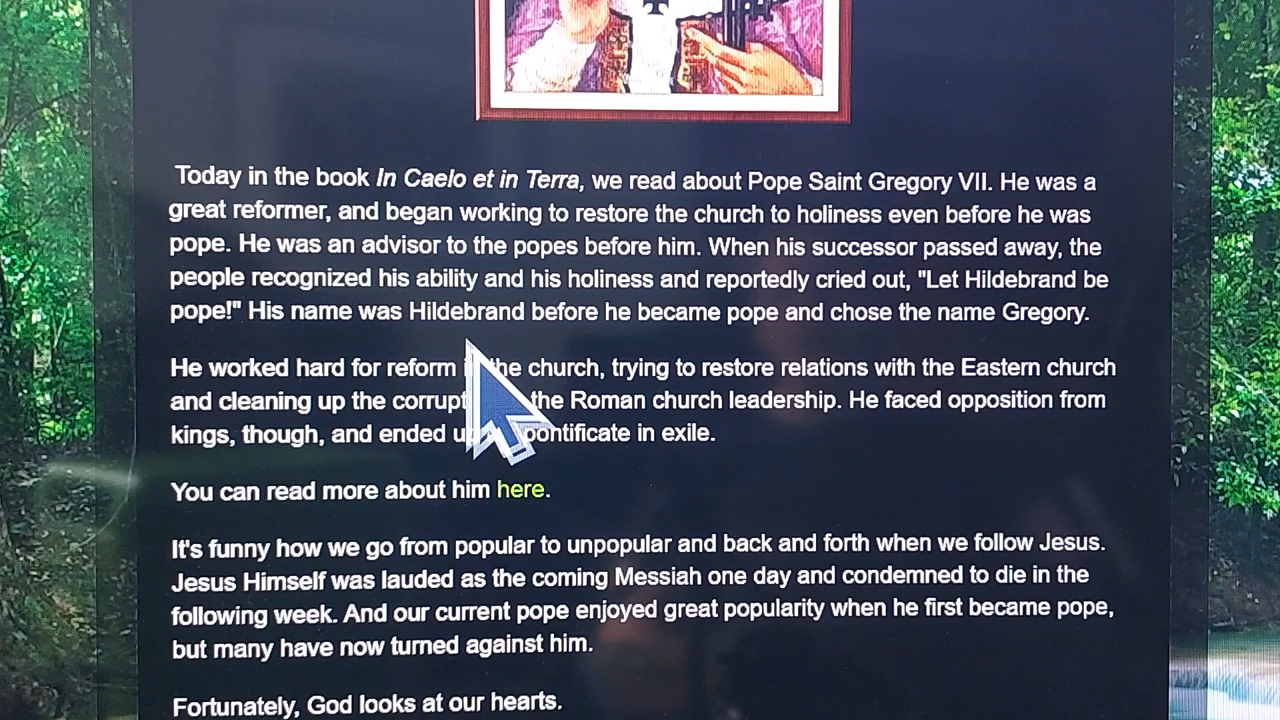 Today in the book In Caelo et in Terra, we read about Pope Saint Gregory VII. He was a
great reformer, and began working to restore the church to holiness even before he was
pope. He was an advisor to the popes before him. When his successor passed away, the
people recognized his ability and his holiness and reportedly cried out, "Let Hildebrand be
pope!" His name was Hildebrand before he became pope and chose the name Gregory.
He worked hard for reform the church, trying to restore relations with the Eastern church
and cleaning up the the Roman church leadership. He faced opposition from
kings, though, and ended pontificate in exile.
You can read more about him here.
It's funny how we go from popular to unpopular and back and forth when we follow Jesus.
Jesus Himself was lauded as the coming Messiah one day and condemned to die in the
following week. And our current pope enjoyed great popularity when he first became pope,
but many have now turned against him.
Fortunately, God looks at our hearts.